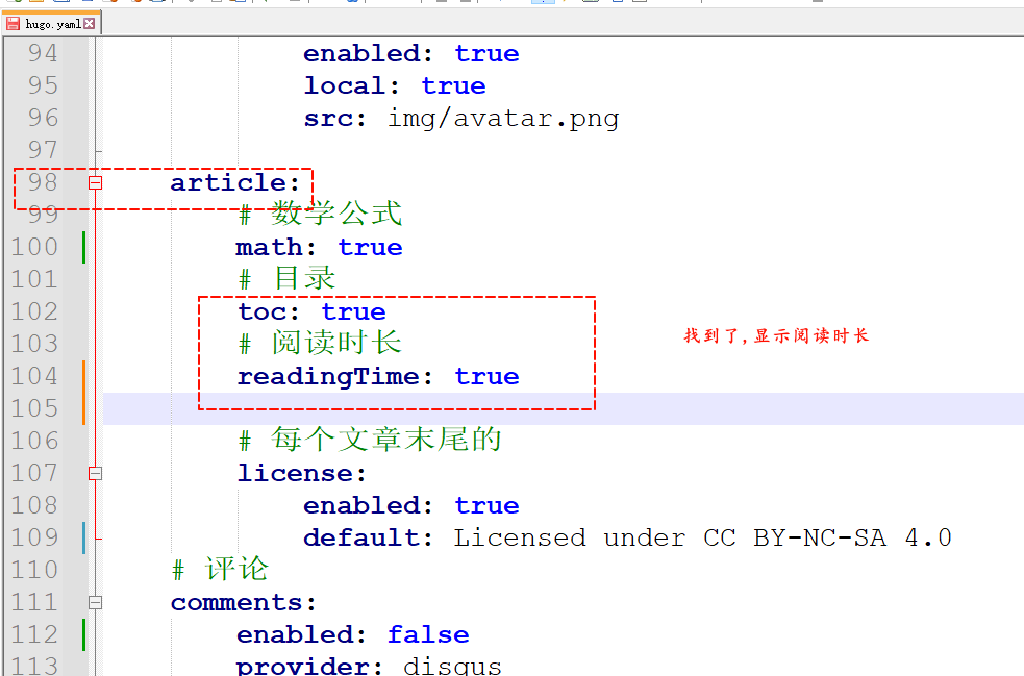 hugo.yaml
94 enabled: true
95 local: true
96 src: img/avatar.png
97
98 article:
99 # 数学公式
100 math: true
101 # 目录
102 toc: true
103 # 阅读时长
找到了,显示阅读时长
104 readingTime: true
105
106 # 每个文章末尾的
107 license:
108 enabled: true
109 default: Licensed under CC BY-NC-SA 4.0
110 # 评论
111 comments:
112 enabled: false
113 provider: disqus